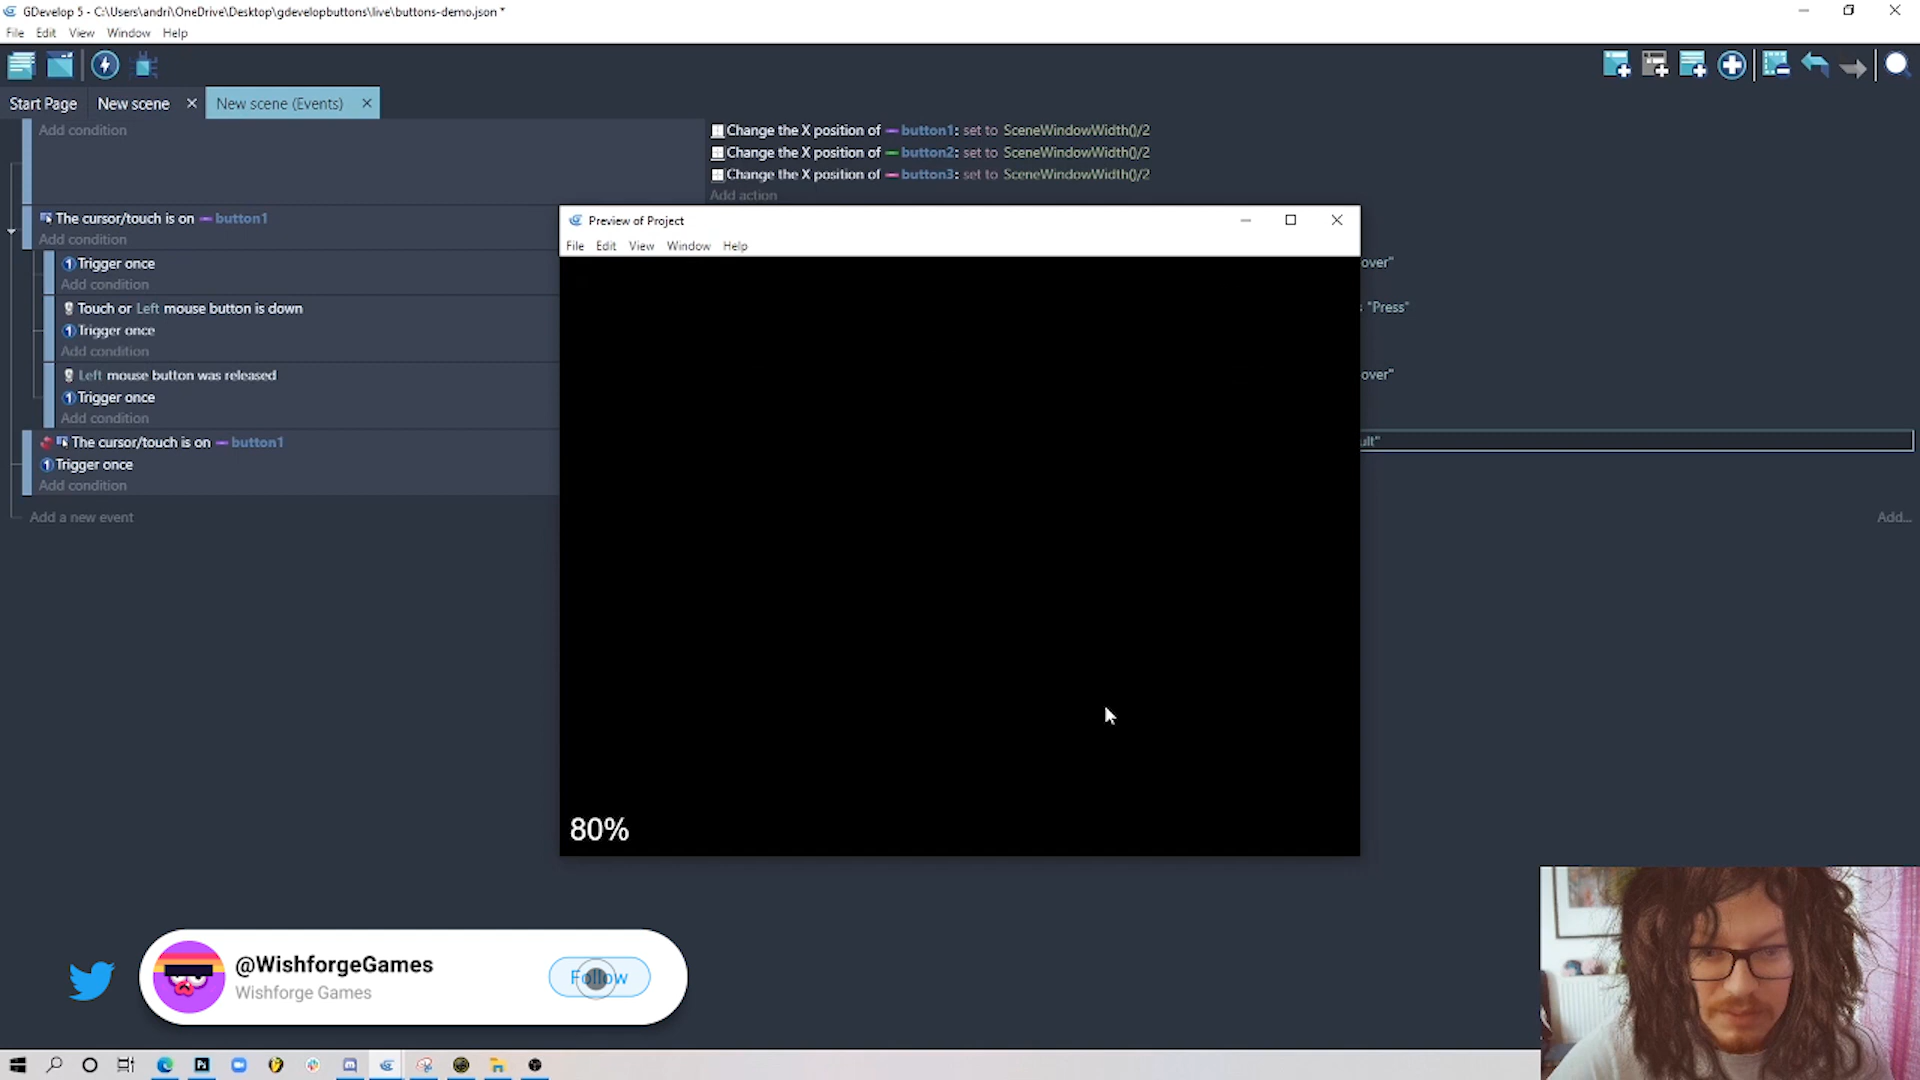 GDevelop 5 - C:\Users\andri\OneDrive\Desktop\gdevelopbuttons\live\buttons-demo.json *
File Edit View Window Help
Start Page New scene New scene (Events)
Add condition
Change the X position of button1: set to SceneWindowWidth()/2
Change the X position of button2: set to SceneWindowWidth()/2
Change the X position of button3: set to SceneWindowWidth()/2
Add action
The cursor/touch is on button1
Add condition
Trigger once
Add condition
Touch or Left mouse button is down
Trigger once
Add condition
Left mouse button was released
Trigger once
Add condition
The cursor/touch is on button1
Trigger once
Add condition
Add a new event
Add...
Preview of Project
File Edit View Window Help
over"
"Press"
over"
ult"
80%
@WishforgeGames
Wishforge Games
Follow
Ps